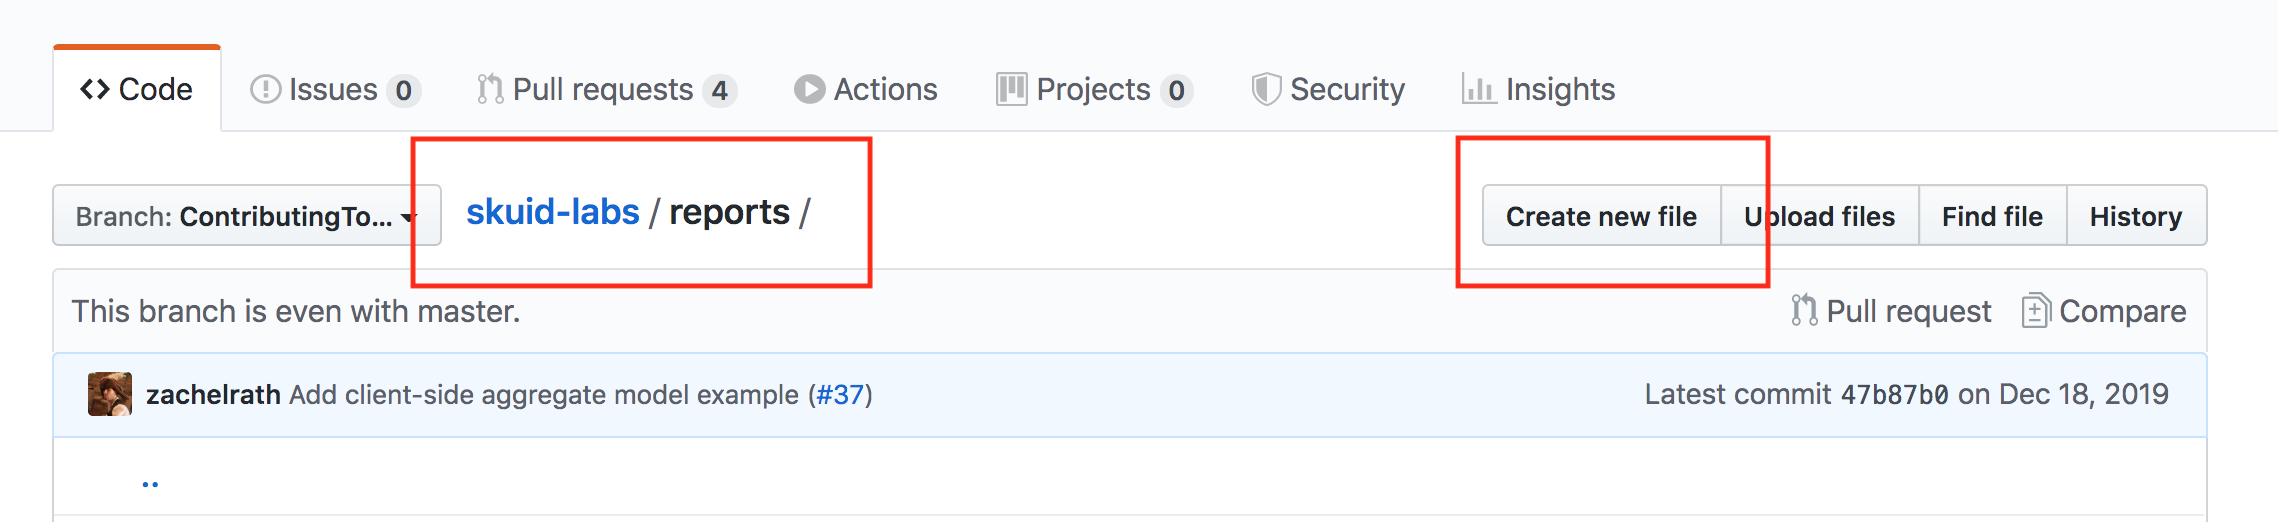 Code Issues 0 Pull requests 4 Actions Projects 0 Security Insights
Branch: ContributingTo... skuid-labs / reports / Create new file Upload files Find file History
This branch is even with master. Pull request Compare
zachelrath Add client-side aggregate model example (#37) Latest commit 47b87b0 on Dec 18, 2019
..